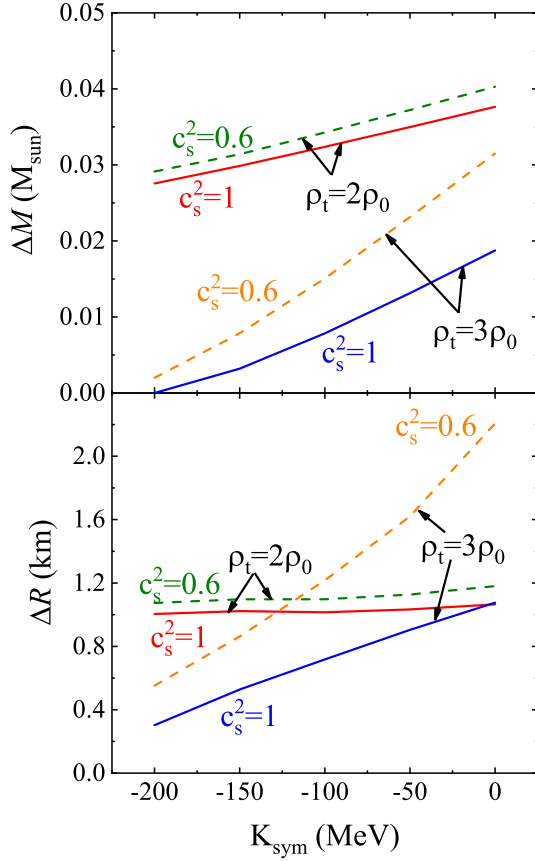 0.05
0.04
0.03
0.02
0.01
0.00
ΔM (M_sun)
c_s^2=0.6
c_s^2=1
ρ_t=2ρ_0
c_s^2=0.6
ρ_t=3ρ_0
c_s^2=1
2.0
1.6
1.2
0.8
0.4
0.0
ΔR (km)
c_s^2=0.6
ρ_t=2ρ_0
ρ_t=3ρ_0
c_s^2=0.6
c_s^2=1
c_s^2=1
-200 -150 -100 -50 0
K_sym (MeV)